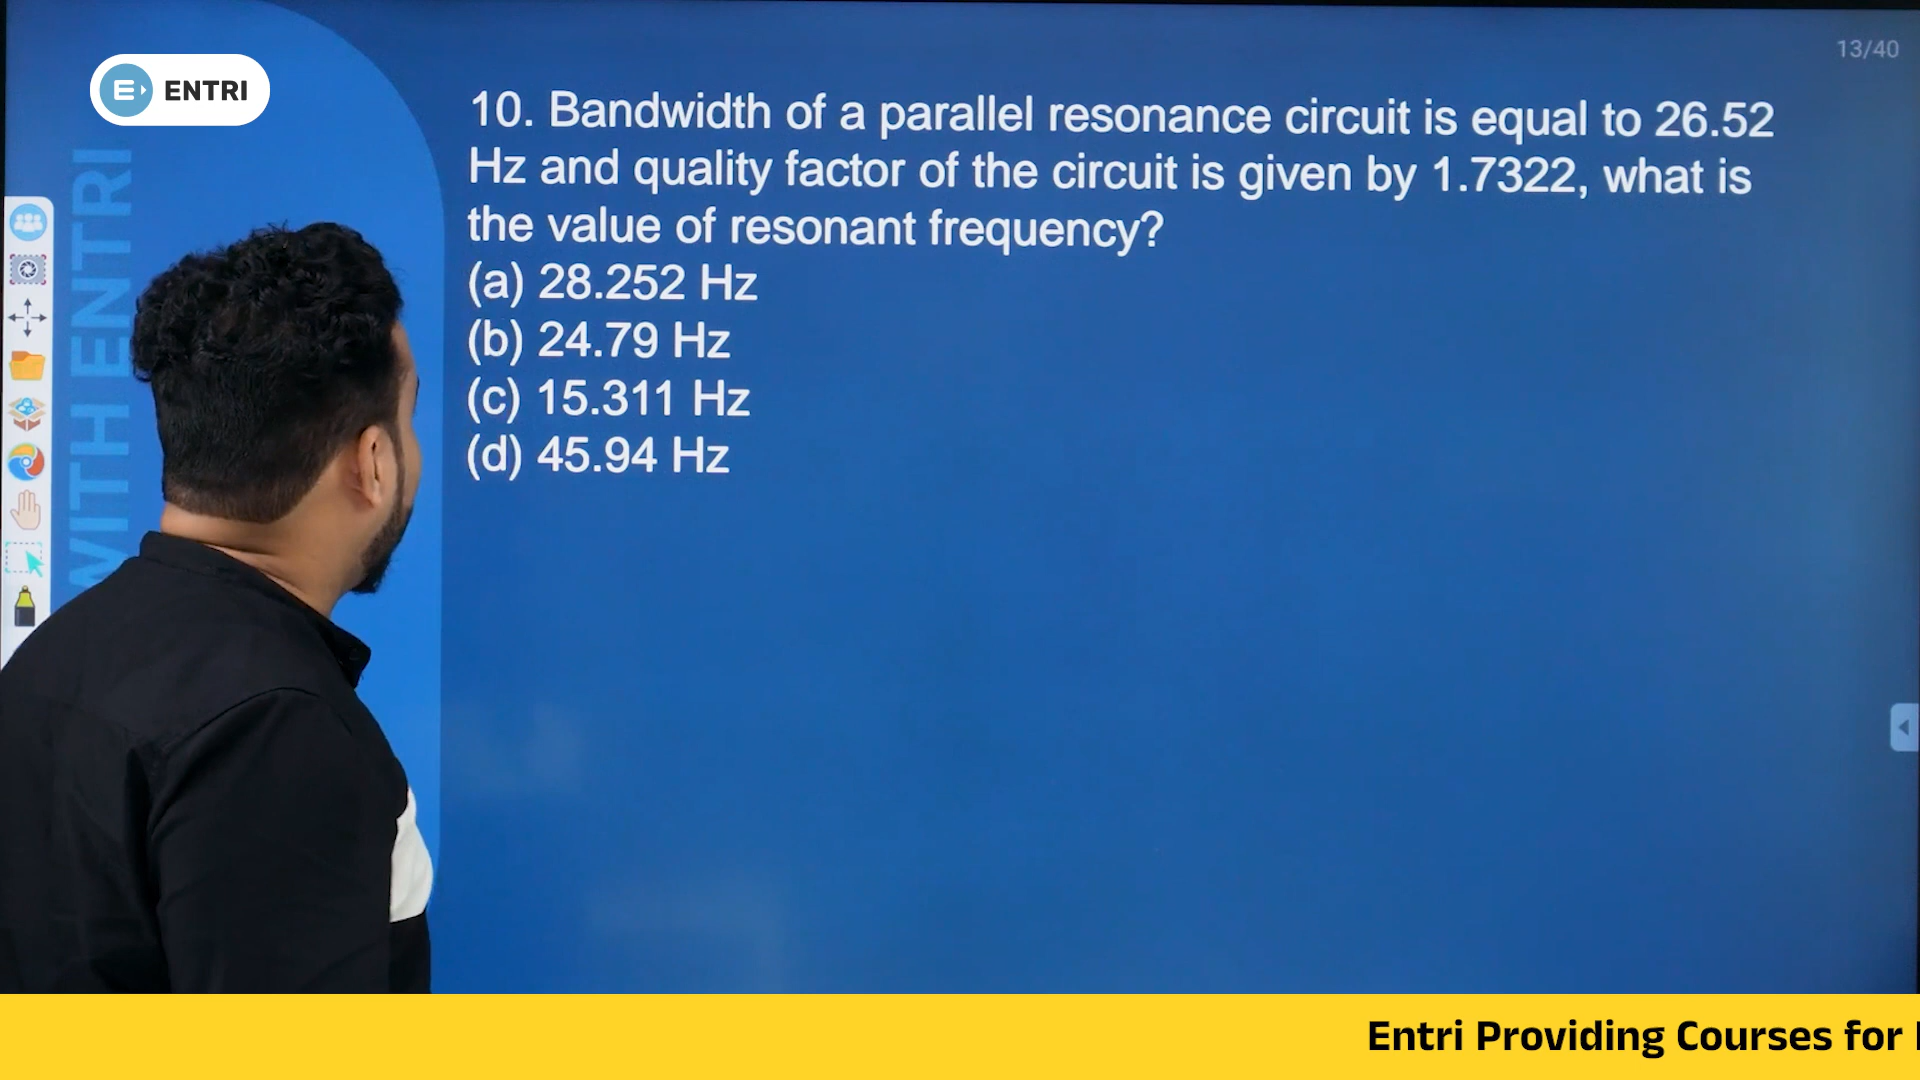 13/40
ENTRI
WITH ENTRI
10. Bandwidth of a parallel resonance circuit is equal to 26.52
Hz and quality factor of the circuit is given by 1.7322, what is
the value of resonant frequency?
(a) 28.252 Hz
(b) 24.79 Hz
(c) 15.311 Hz
(d) 45.94 Hz
Entri Providing Courses for